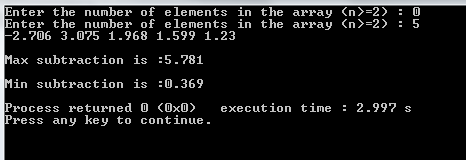 Enter the number of elements in the array (n>=2) : 0
Enter the number of elements in the array (n>=2) : 5
-2.706 3.075 1.968 1.599 1.23
Max subtraction is :5.781
Min subtraction is :0.369
Process returned 0 (0x0)   execution time : 2.997 s
Press any key to continue.